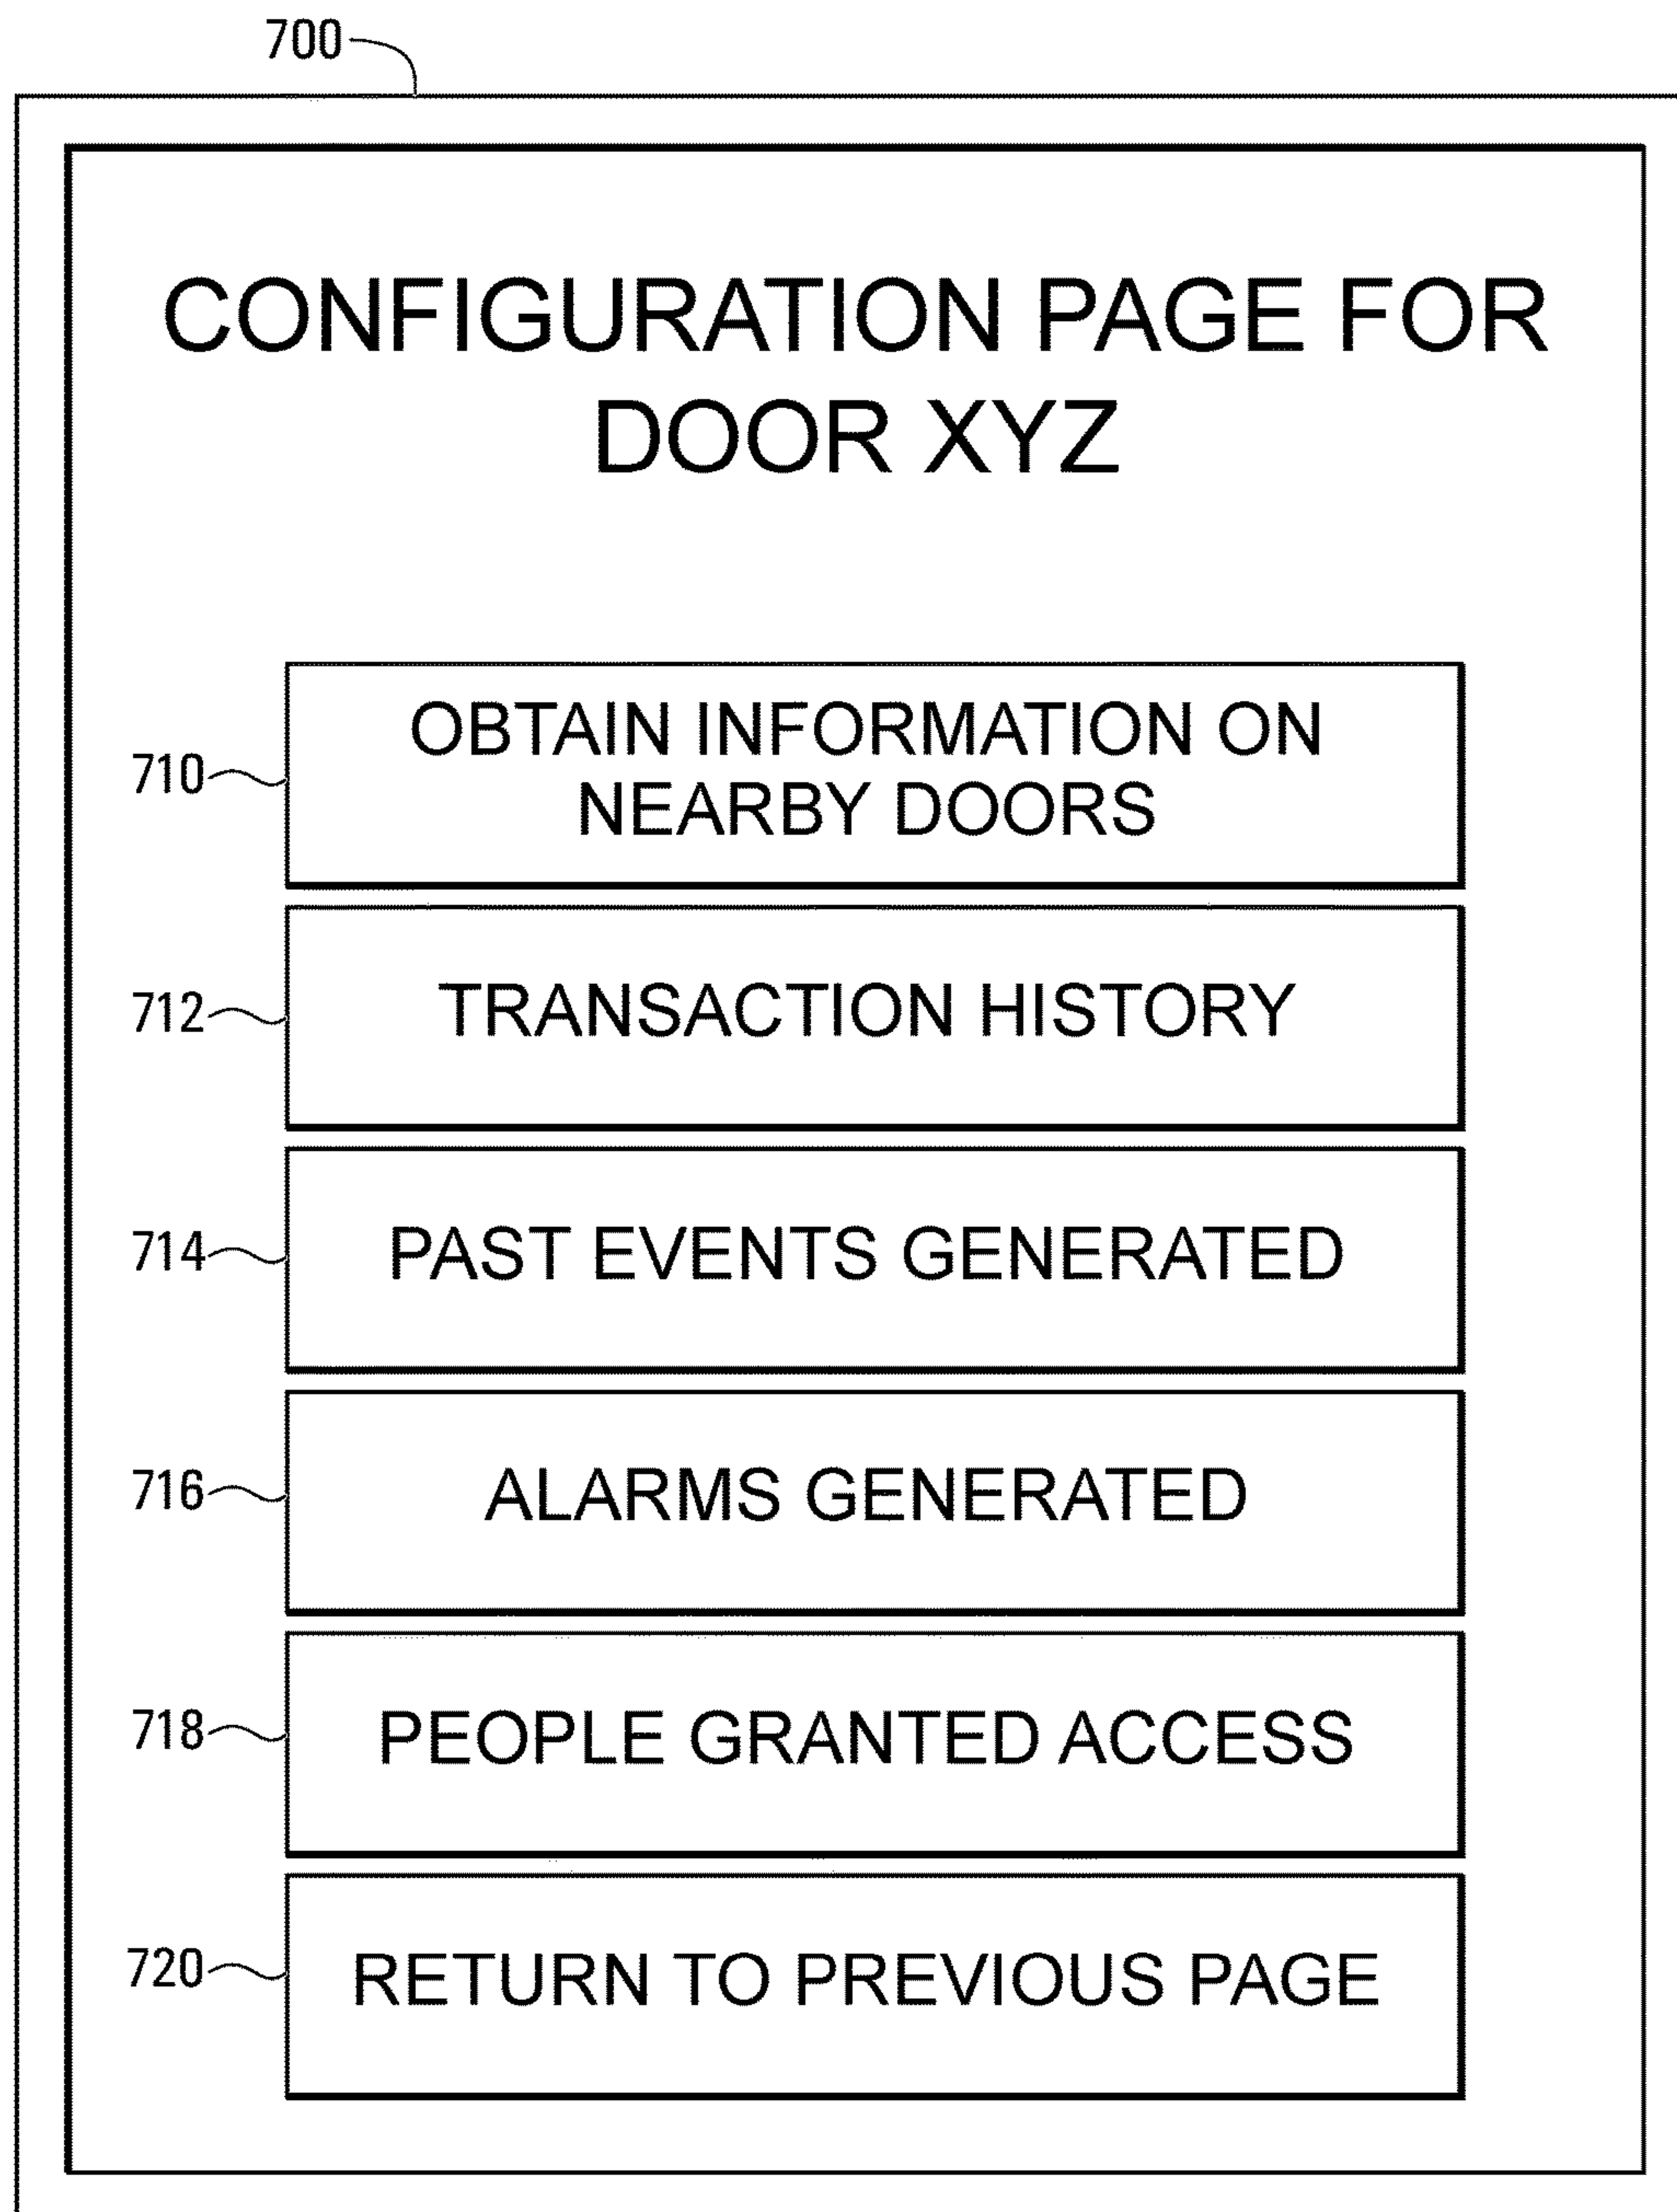 700
CONFIGURATION PAGE FOR
DOOR XYZ
710
OBTAIN INFORMATION ON
NEARBY DOORS
712
TRANSACTION HISTORY
714
PAST EVENTS GENERATED
716
ALARMS GENERATED
718
PEOPLE GRANTED ACCESS
720
RETURN TO PREVIOUS PAGE